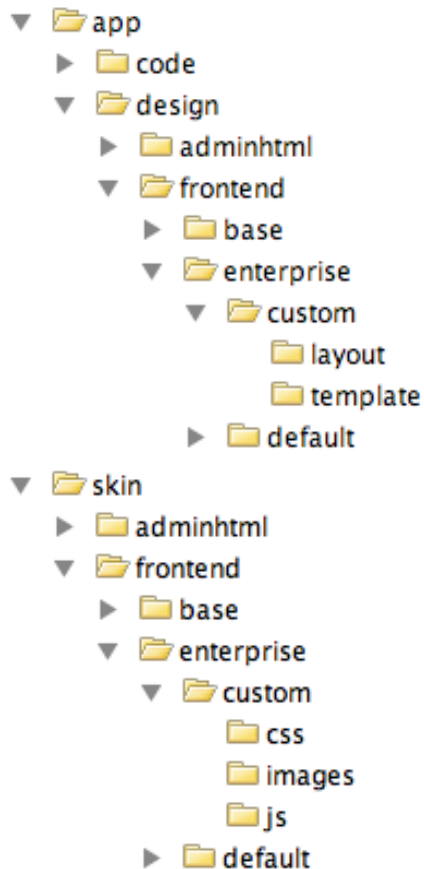 app
code
design
adminhtml
frontend
base
enterprise
custom
layout
template
default
skin
adminhtml
frontend
base
enterprise
custom
css
images
js
default